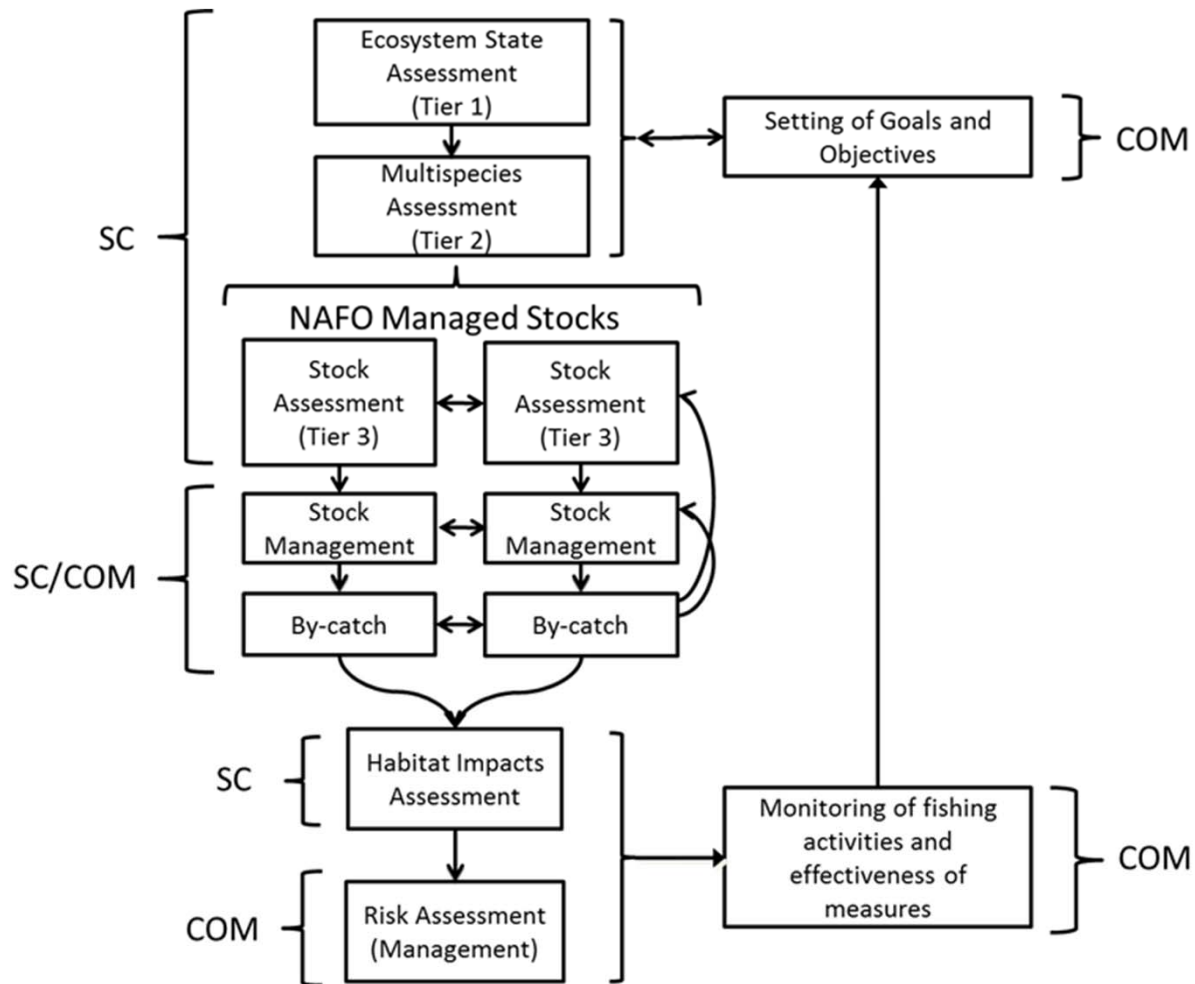 Ecosystem State
Assessment
(Tier 1)
Setting of Goals and
Objectives
COM
Multispecies
Assessment
(Tier 2)
SC
NAFO Managed Stocks
Stock
Assessment
(Tier 3)
Stock
Assessment
(Tier 3)
SC/COM
Stock
Management
Stock
Management
By-catch
By-catch
SC
Habitat Impacts
Assessment
Monitoring of fishing
activities and
effectiveness of
measures
COM
COM
Risk Assessment
(Management)